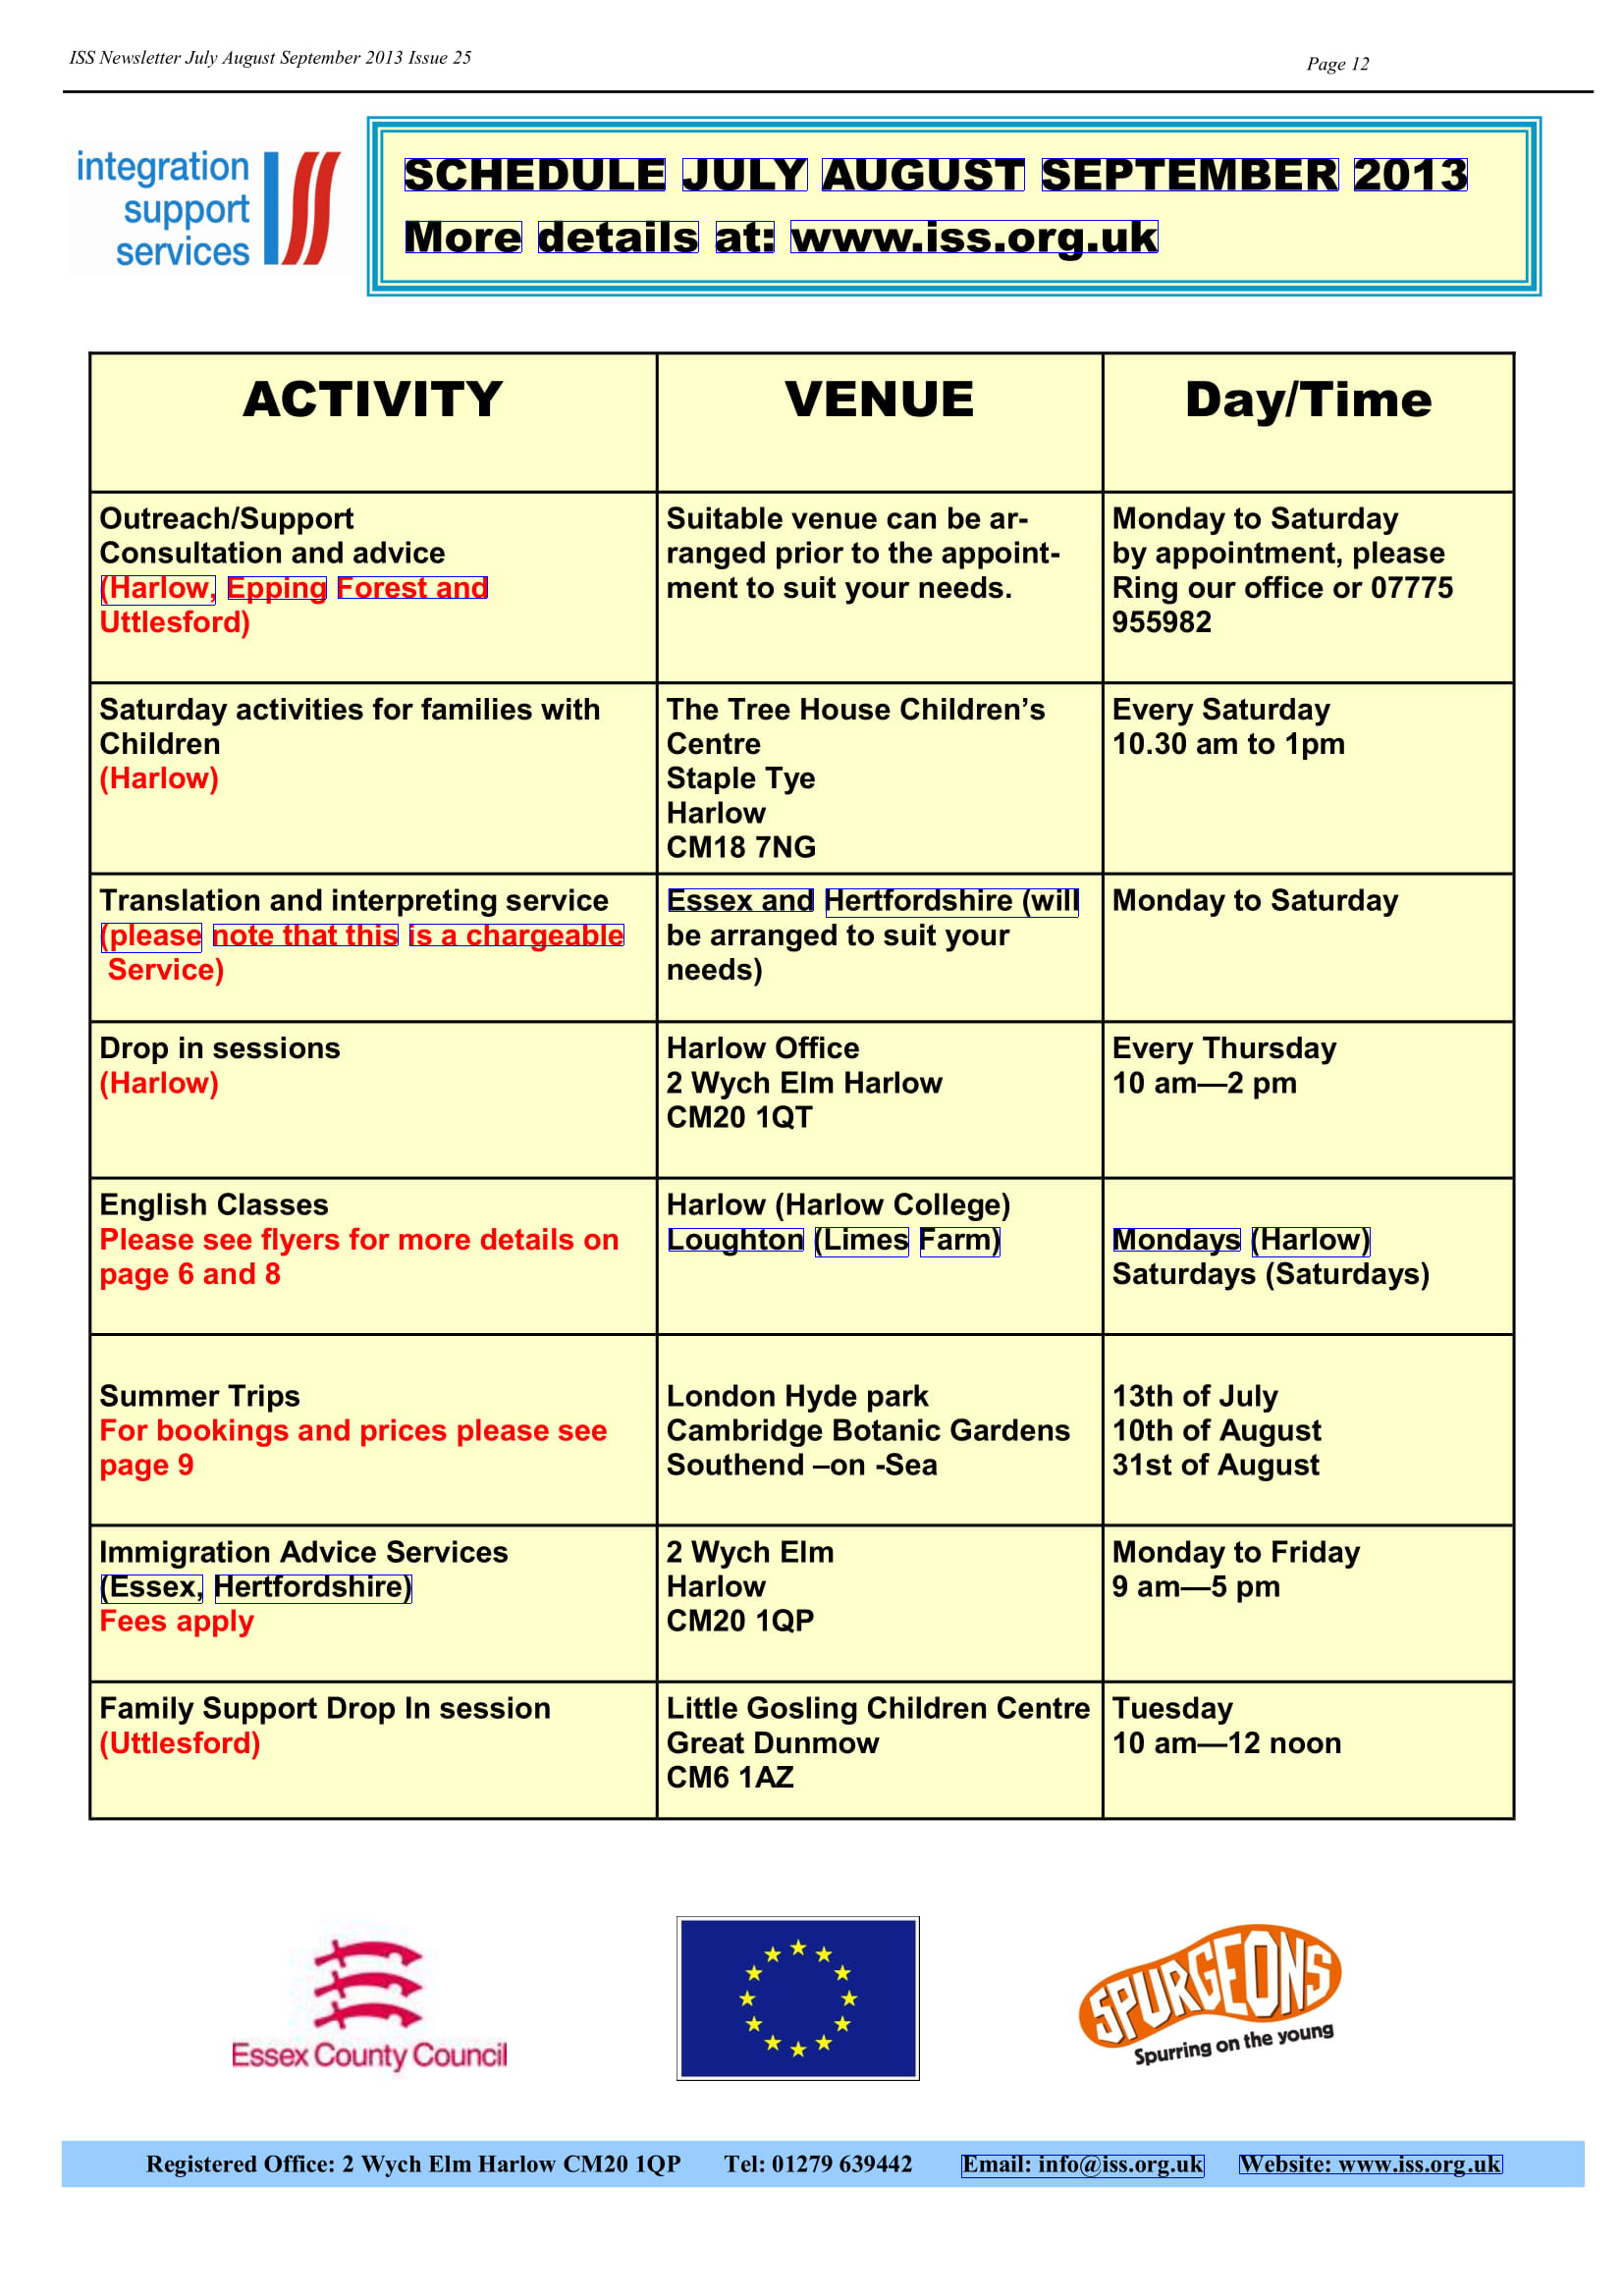 ISS Newsletter July August September 2013 Issue 25
Page 12
integration
support
services
SCHEDULE JULY AUGUST SEPTEMBER 2013
More details at: www.iss.org.uk
ACTIVITY
VENUE
Day/Time
Outreach/Support
Consultation and advice
(Harlow, Epping Forest and
Uttlesford)
Suitable venue can be ar-
ranged prior to the appoint-
ment to suit your needs.
Monday to Saturday
by appointment, please
Ring our office or 07775
955982
Saturday activities for families with
Children
(Harlow)
The Tree House Children’s
Centre
Staple Tye
Harlow
CM18 7NG
Every Saturday
10.30 am to 1pm
Translation and interpreting service
(please note that this is a chargeable
Service)
Essex and Hertfordshire (will
be arranged to suit your
needs)
Monday to Saturday
Drop in sessions
(Harlow)
Harlow Office
2 Wych Elm Harlow
CM20 1QT
Every Thursday
10 am—2 pm
English Classes
Please see flyers for more details on
page 6 and 8
Harlow (Harlow College)
Loughton (Limes Farm)
Mondays (Harlow)
Saturdays (Saturdays)
Summer Trips
For bookings and prices please see
page 9
London Hyde park
Cambridge Botanic Gardens
Southend –on -Sea
13th of July
10th of August
31st of August
Immigration Advice Services
(Essex, Hertfordshire)
Fees apply
2 Wych Elm
Harlow
CM20 1QP
Monday to Friday
9 am—5 pm
Family Support Drop In session
(Uttlesford)
Little Gosling Children Centre
Great Dunmow
CM6 1AZ
Tuesday
10 am—12 noon
Essex County Council
SPURGEONS
Spurring on the young
Registered Office: 2 Wych Elm Harlow CM20 1QP Tel: 01279 639442 Email: info@iss.org.uk Website: www.iss.org.uk